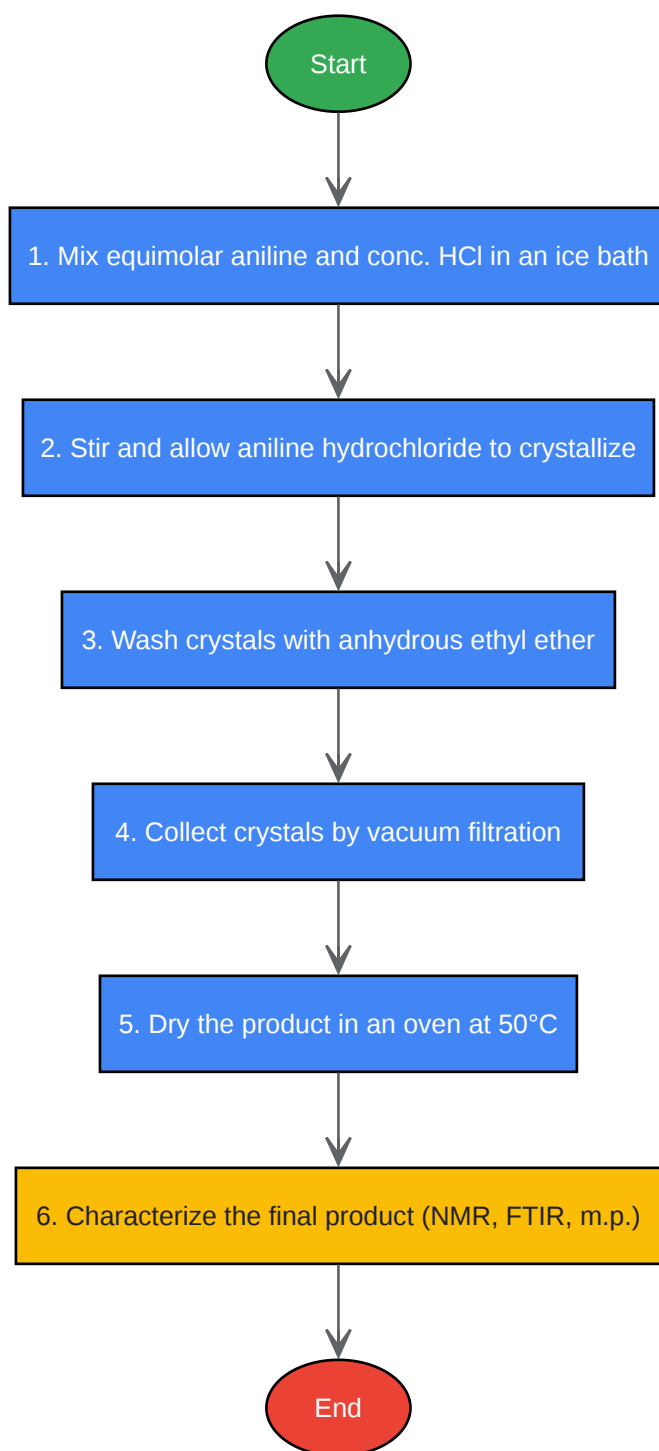 Start
1. Mix equimolar aniline and conc. HCl in an ice bath
2. Stir and allow aniline hydrochloride to crystallize
3. Wash crystals with anhydrous ethyl ether
4. Collect crystals by vacuum filtration
5. Dry the product in an oven at 50°C
6. Characterize the final product (NMR, FTIR, m.p.)
End